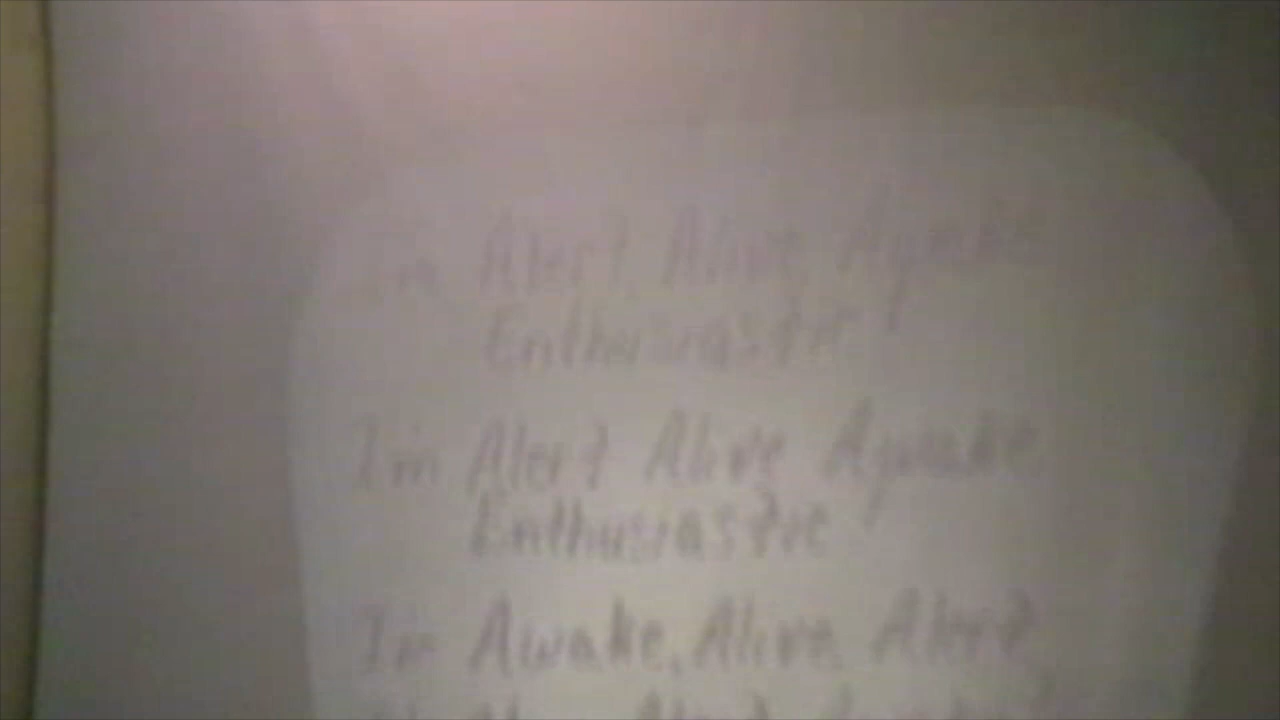 Alert, Alive, Awake
Enthusiastic
I'm Alert Alive Awake
Enthusiastic
I'm Awake, Alive, Alert